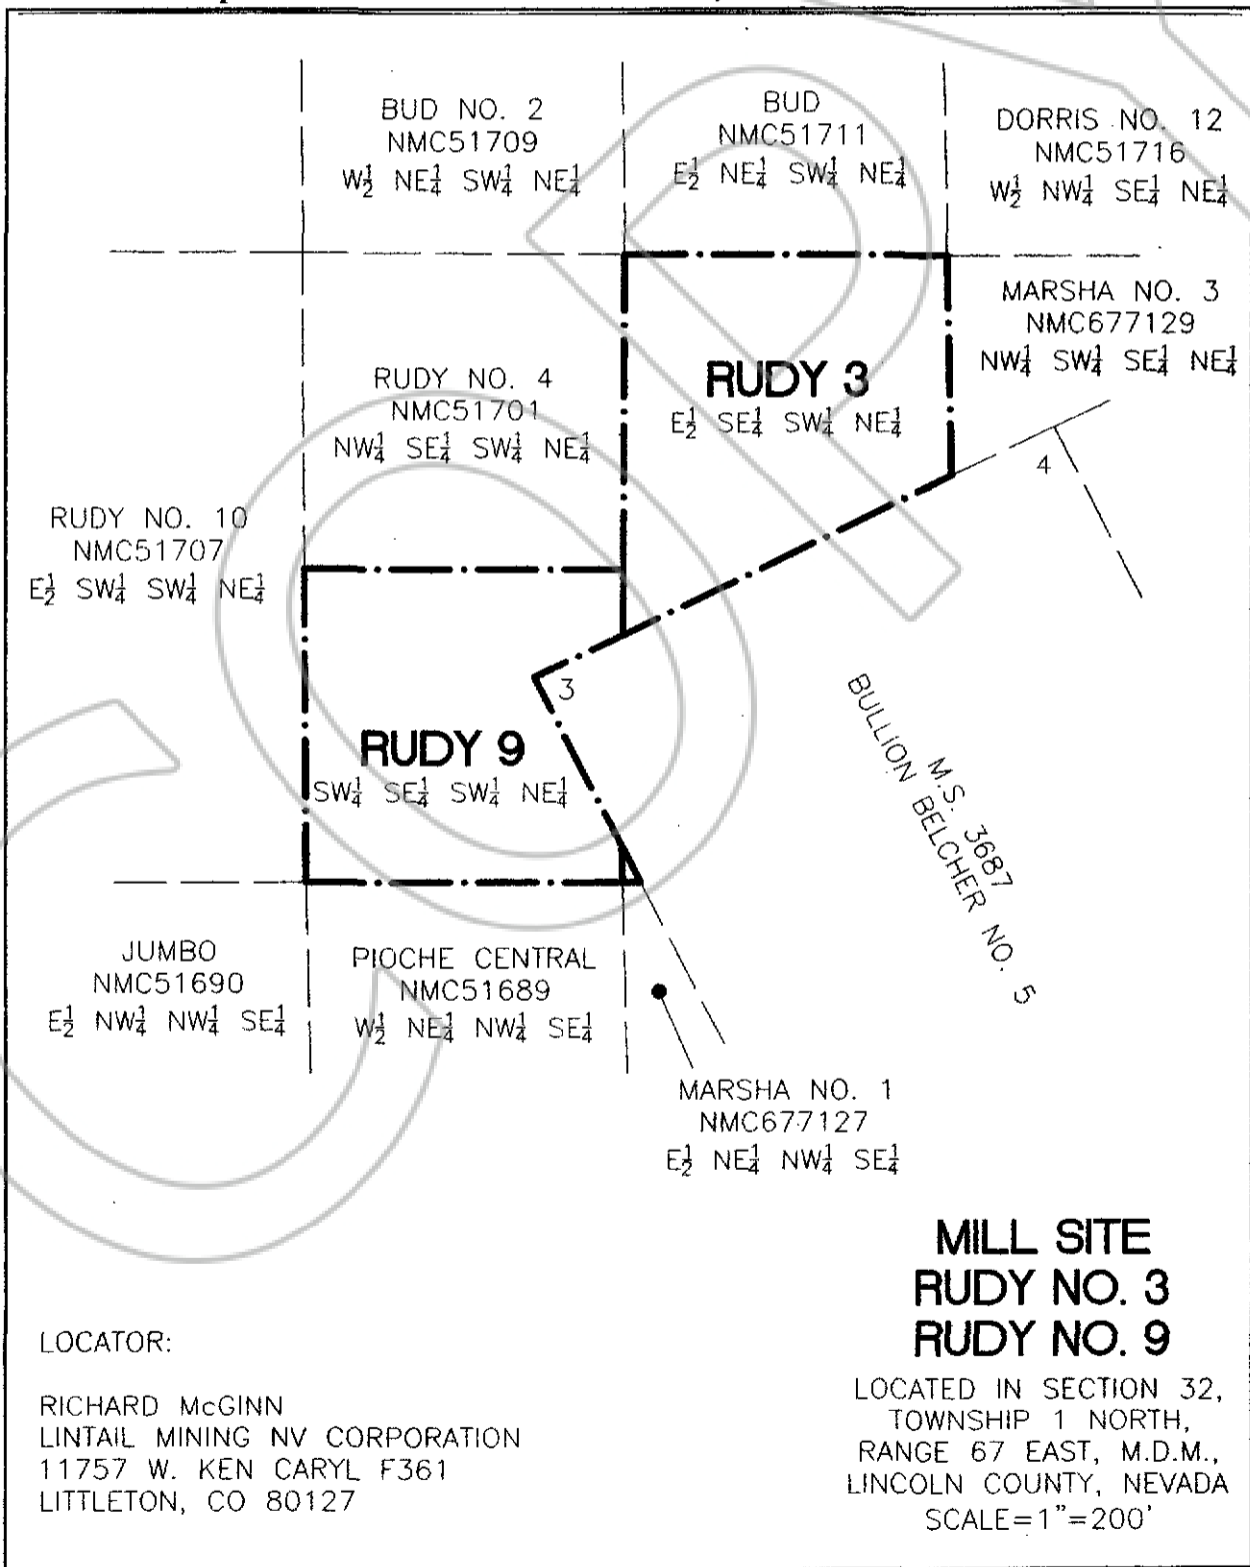 BUD NO. 2
NMC51709
W½ NE¼ SW¼ NE¼
BUD
NMC51711
E½ NE¼ SW¼ NE¼
DORRIS NO. 12
NMC51716
W½ NW¼ SE¼ NE¼
MARSHA NO. 3
NMC677129
NW¼ SW¼ SE¼ NE¼
RUDY NO. 4
NMC51701
NW¼ SE¼ SW¼ NE¼
RUDY 3
E½ SE¼ SW¼ NE¼
4
RUDY NO. 10
NMC51707
E½ SW¼ SW¼ NE¼
3
RUDY 9
SW¼ SE¼ SW¼ NE¼
M.S. 3687
BULLION BELCHER NO. 5
JUMBO
NMC51690
E½ NW¼ NW¼ SE¼
PIOCHE CENTRAL
NMC51689
W½ NE¼ NW¼ SE¼
MARSHA NO. 1
NMC677127
E½ NE¼ NW¼ SE¼
MILL SITE
RUDY NO. 3
RUDY NO. 9
LOCATED IN SECTION 32,
TOWNSHIP 1 NORTH,
RANGE 67 EAST, M.D.M.,
LINCOLN COUNTY, NEVADA
SCALE=1"=200'
LOCATOR:
RICHARD McGINN
LINTAIL MINING NV CORPORATION
11757 W. KEN CARYL F361
LITTLETON, CO 80127